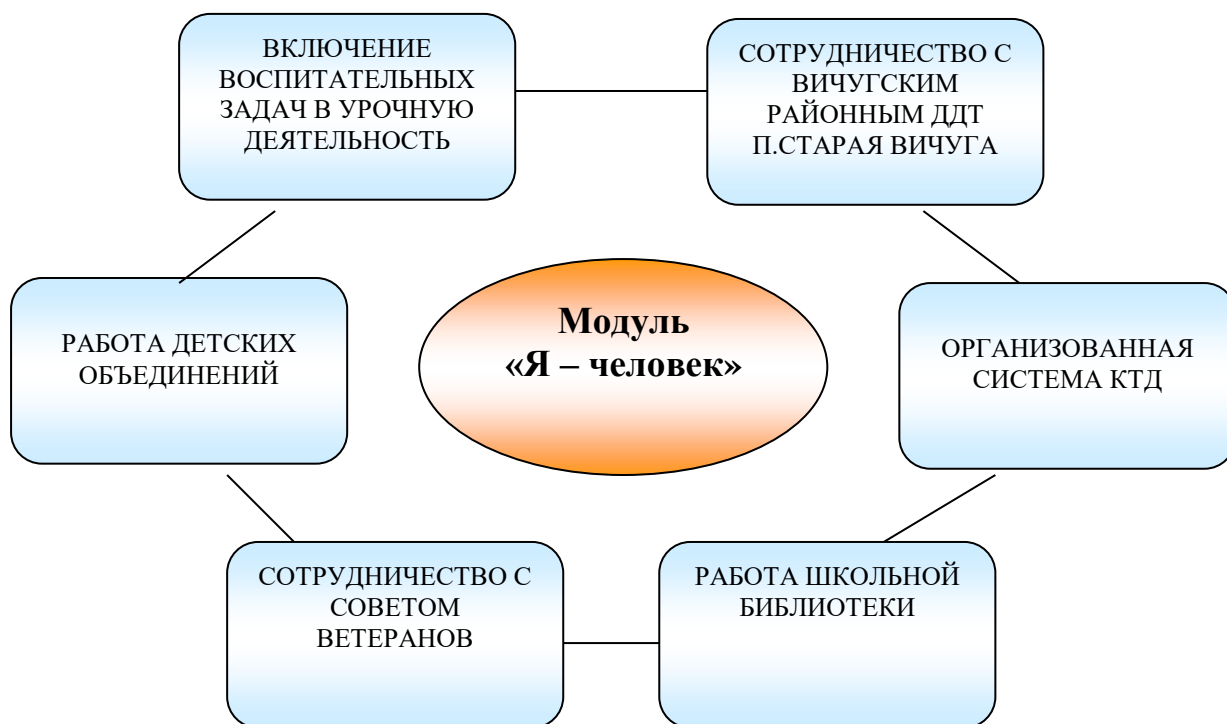 ВКЛЮЧЕНИЕ
ВОСПИТАТЕЛЬНЫХ
ЗАДАЧ В УРОЧНУЮ
ДЕЯТЕЛЬНОСТЬ
СОТРУДНИЧЕСТВО С
ВИЧУГСКИМ
РАЙОННЫМ ДДТ
П.СТАРАЯ ВИЧУГА
РАБОТА ДЕТСКИХ
ОБЪЕДИНЕНИЙ
Модуль
«Я – человек»
ОРГАНИЗОВАННАЯ
СИСТЕМА КТД
СОТРУДНИЧЕСТВО С
СОВЕТОМ
ВЕТЕРАНОВ
РАБОТА ШКОЛЬНОЙ
БИБЛИОТЕКИ